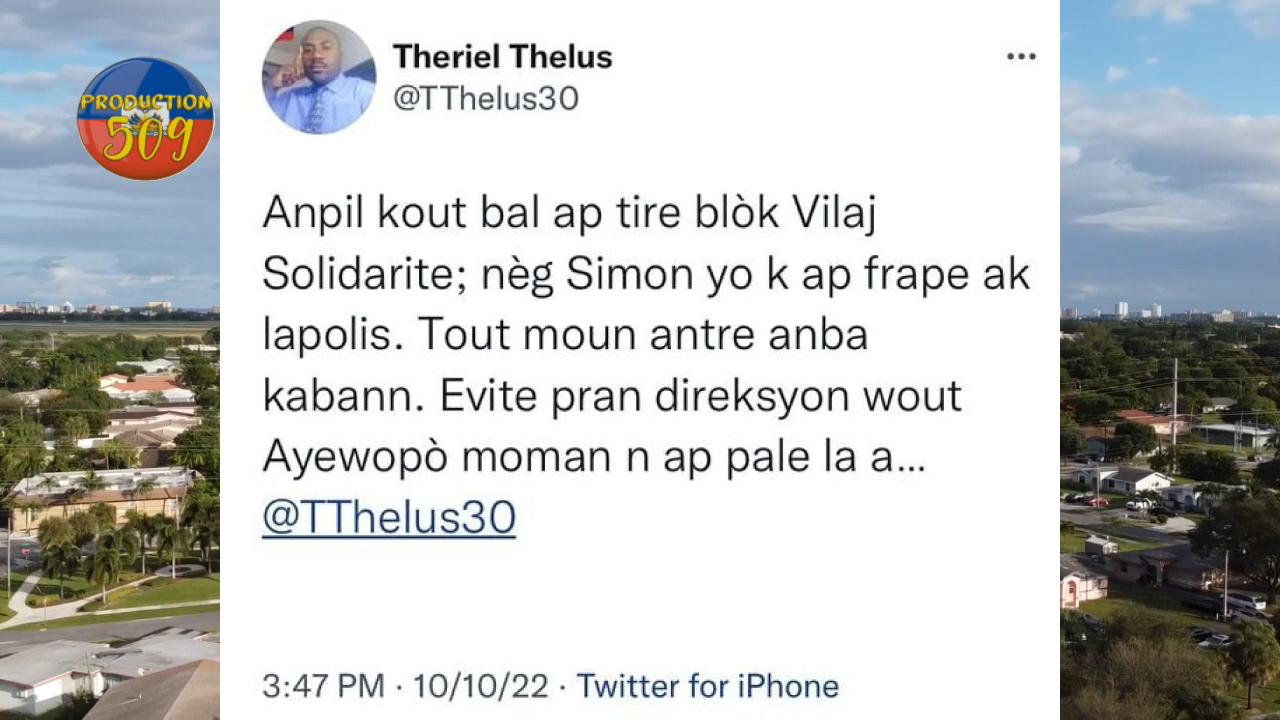 PRODUCTION
509
Theriel Thelus
@TThelus30
Anpil kout bal ap tire blòk Vilaj
Solidarite; nèg Simon yo k ap frape ak
lapolis. Tout moun antre anba
kabann. Evite pran direksyon wout
Ayewopò moman n ap pale la a...
@TThelus30
3:47 PM · 10/10/22 · Twitter for iPhone